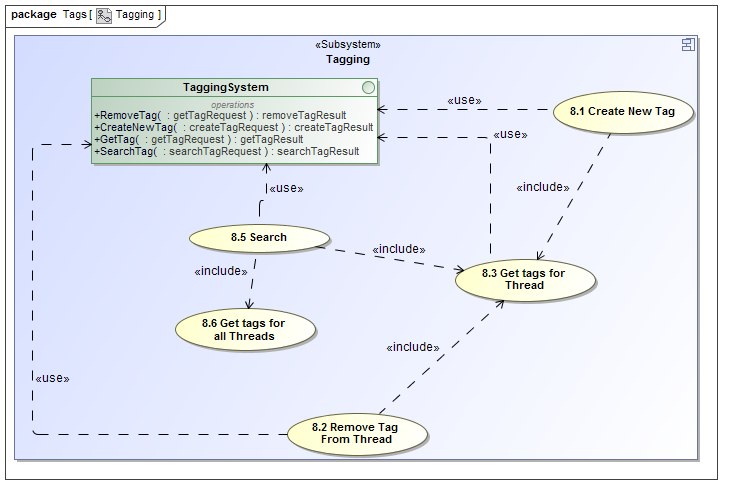 package Tags [ Tagging ]
«Subsystem»
Tagging
TaggingSystem
operations
+RemoveTag( : getTagRequest ) : removeTagResult
+CreateNewTag( : createTagRequest ) : createTagResult
+GetTag( : getTagRequest ) : getTagResult
+SearchTag( : searchTagRequest ) : searchTagResult
«use»
8.1 Create New Tag
«use»
«include»
«use»
8.5 Search
«include»
«include»
8.3 Get tags for
Thread
8.6 Get tags for
all Threads
«include»
«use»
8.2 Remove Tag
From Thread